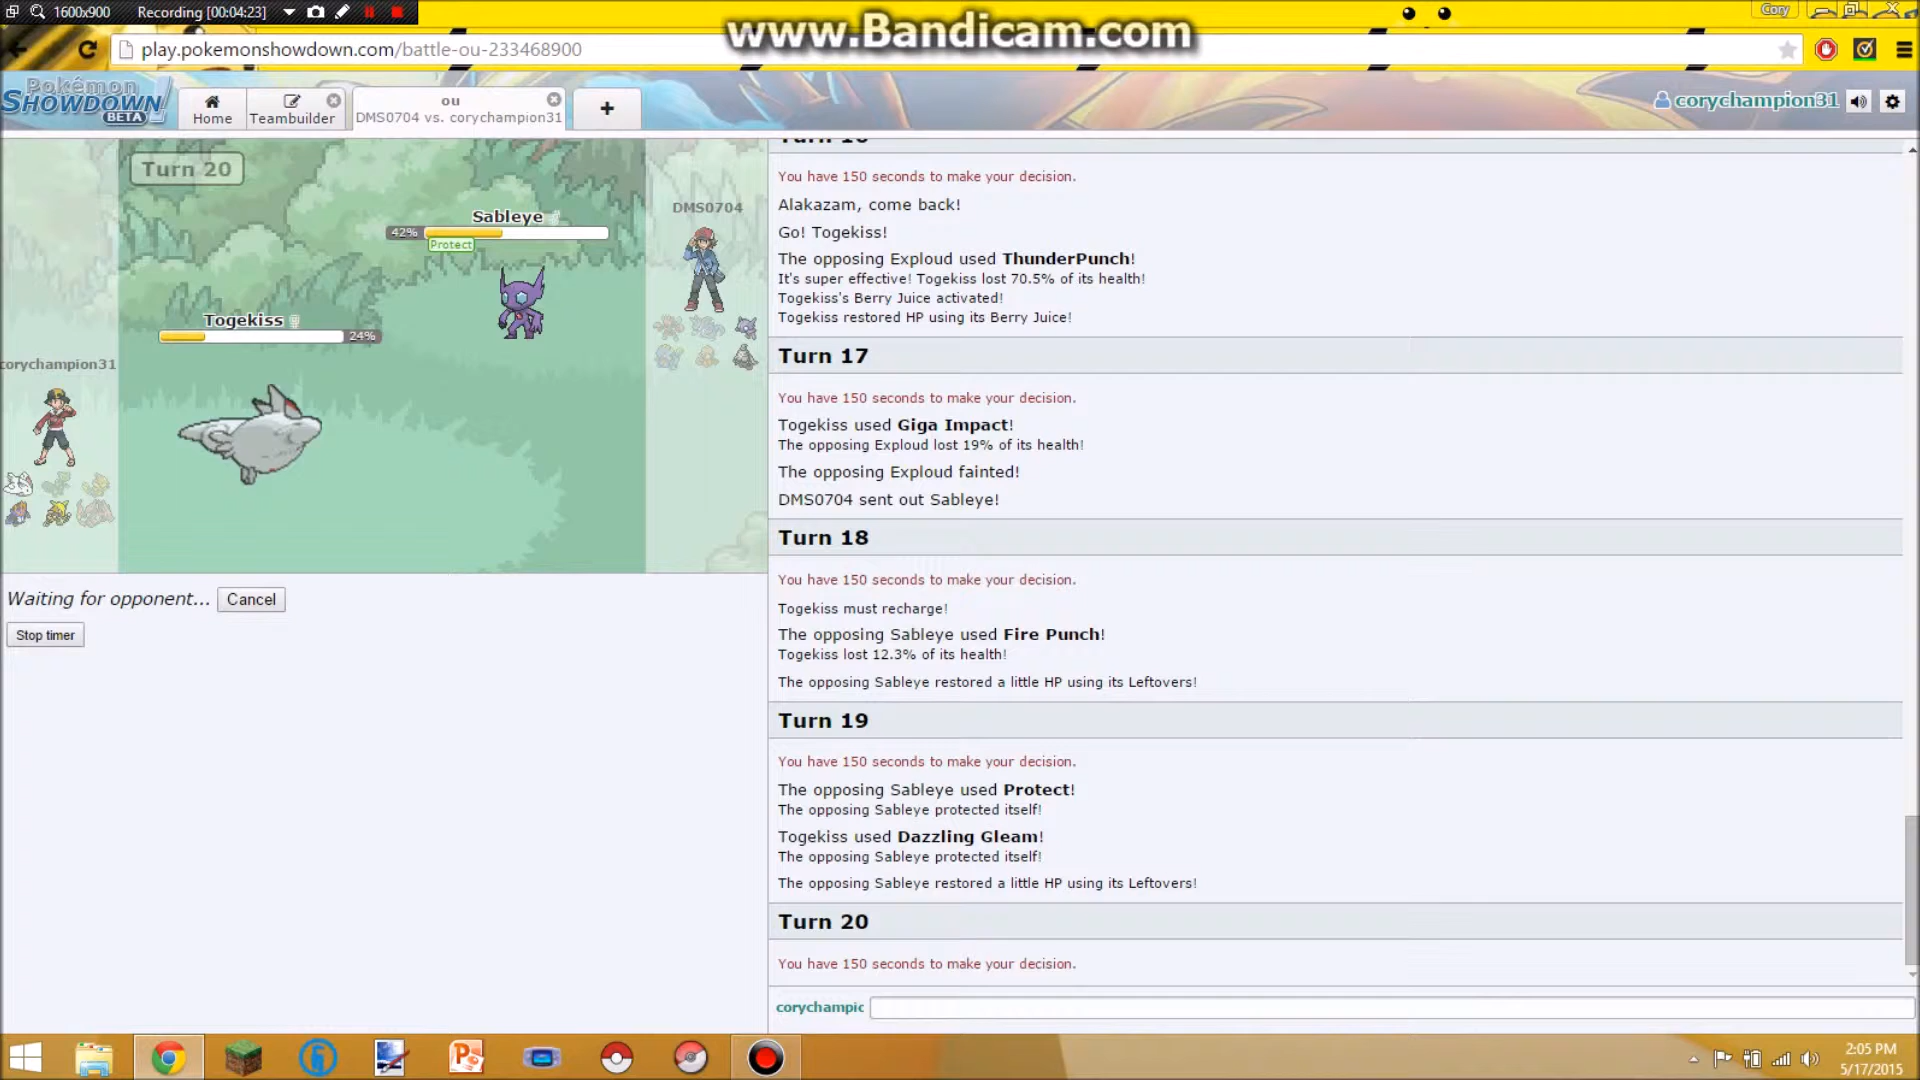 1600x900
Recording [00:04:23]
www.Bandicam.com
Cory
play.pokemonshowdown.com/battle-ou-233468900
Pokémon
SHOWDOWN!
BETA
Home
Teambuilder
ou
DMS0704 vs. corychampion31
+
corychampion31
Turn 20
Sableye
42%
Protect
DMS0704
Togekiss
24%
corychampion31
Waiting for opponent...
Cancel
Stop timer
You have 150 seconds to make your decision.
Alakazam, come back!
Go! Togekiss!
The opposing Exploud used ThunderPunch!
It's super effective! Togekiss lost 70.5% of its health!
Togekiss's Berry Juice activated!
Togekiss restored HP using its Berry Juice!
Turn 17
You have 150 seconds to make your decision.
Togekiss used Giga Impact!
The opposing Exploud lost 19% of its health!
The opposing Exploud fainted!
DMS0704 sent out Sableye!
Turn 18
You have 150 seconds to make your decision.
Togekiss must recharge!
The opposing Sableye used Fire Punch!
Togekiss lost 12.3% of its health!
The opposing Sableye restored a little HP using its Leftovers!
Turn 19
You have 150 seconds to make your decision.
The opposing Sableye used Protect!
The opposing Sableye protected itself!
Togekiss used Dazzling Gleam!
The opposing Sableye protected itself!
The opposing Sableye restored a little HP using its Leftovers!
Turn 20
You have 150 seconds to make your decision.
corychampic
2:05 PM
5/17/2015